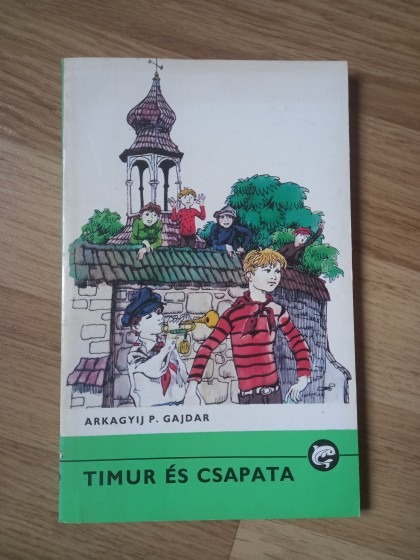 ARKAGYIJ P. GAJDAR
TIMUR ÉS CSAPATA